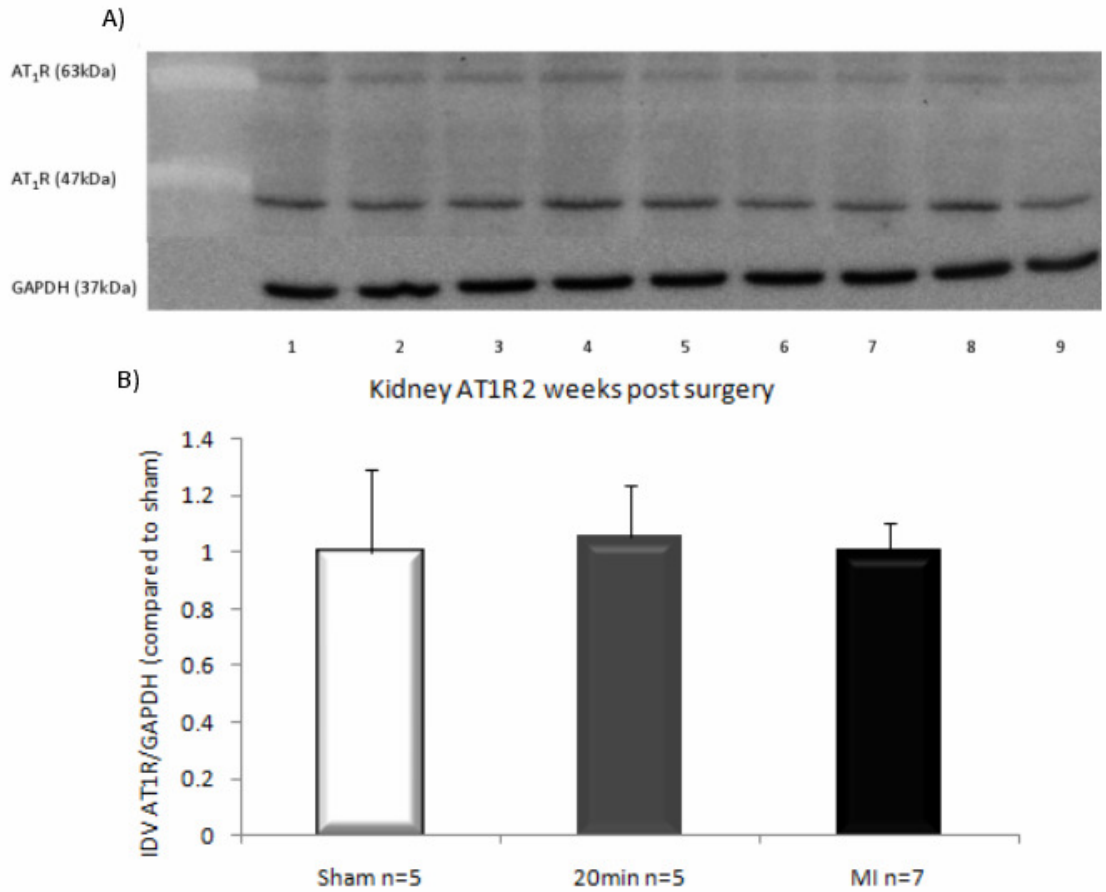 A)
AT₁R (63kDa)
AT₁R (47kDa)
GAPDH (37kDa)
1 2 3 4 5 6 7 8 9
B)
Kidney AT1R 2 weeks post surgery
IDV AT1R/GAPDH (compared to sham)
1.4
1.2
1
0.8
0.6
0.4
0.2
0
Sham n=5 20min n=5 MI n=7